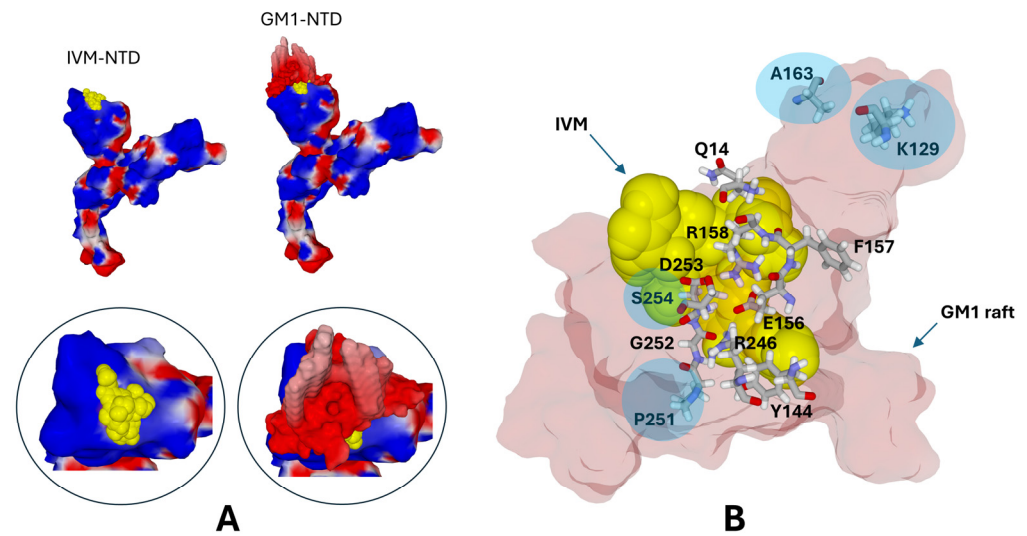 IVM-NTD
GM1-NTD
A
IVM
A163
K129
Q14
R158
F157
D253
S254
E156
G252
R246
GM1 raft
P251
Y144
B